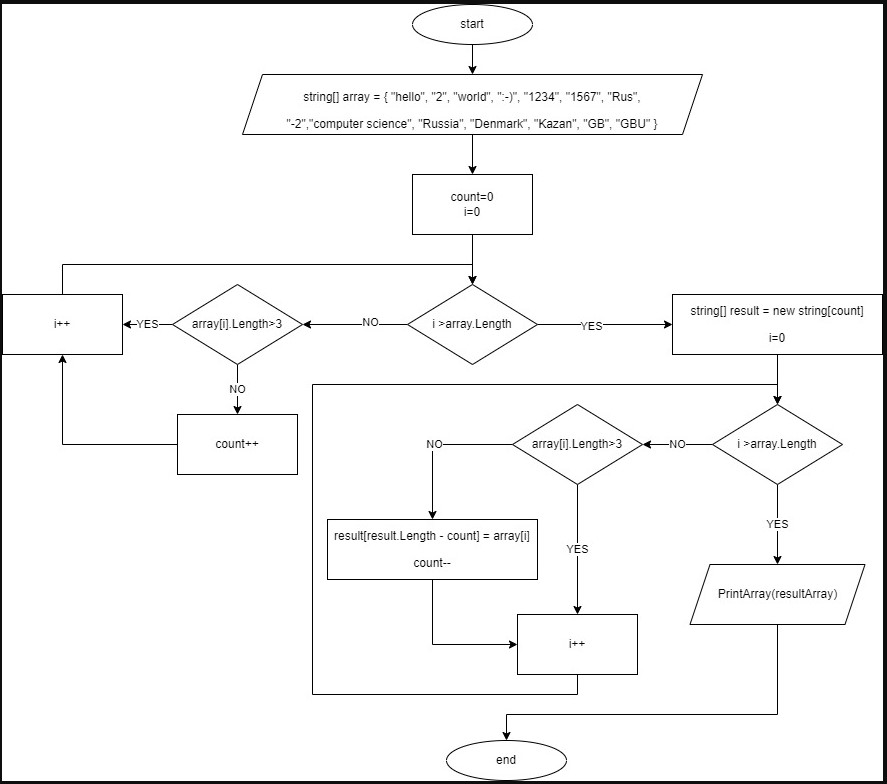 start
string[] array = { "hello", "2", "world", ":-)", "1234", "1567", "Rus",
"-2","computer science", "Russia", "Denmark", "Kazan", "GB", "GBU" }
count=0
i=0
i++
YES
array[i].Length>3
NO
i >array.Length
YES
string[] result = new string[count]
i=0
NO
count++
NO
array[i].Length>3
NO
i >array.Length
result[result.Length - count] = array[i]
count--
YES
YES
PrintArray(resultArray)
i++
end